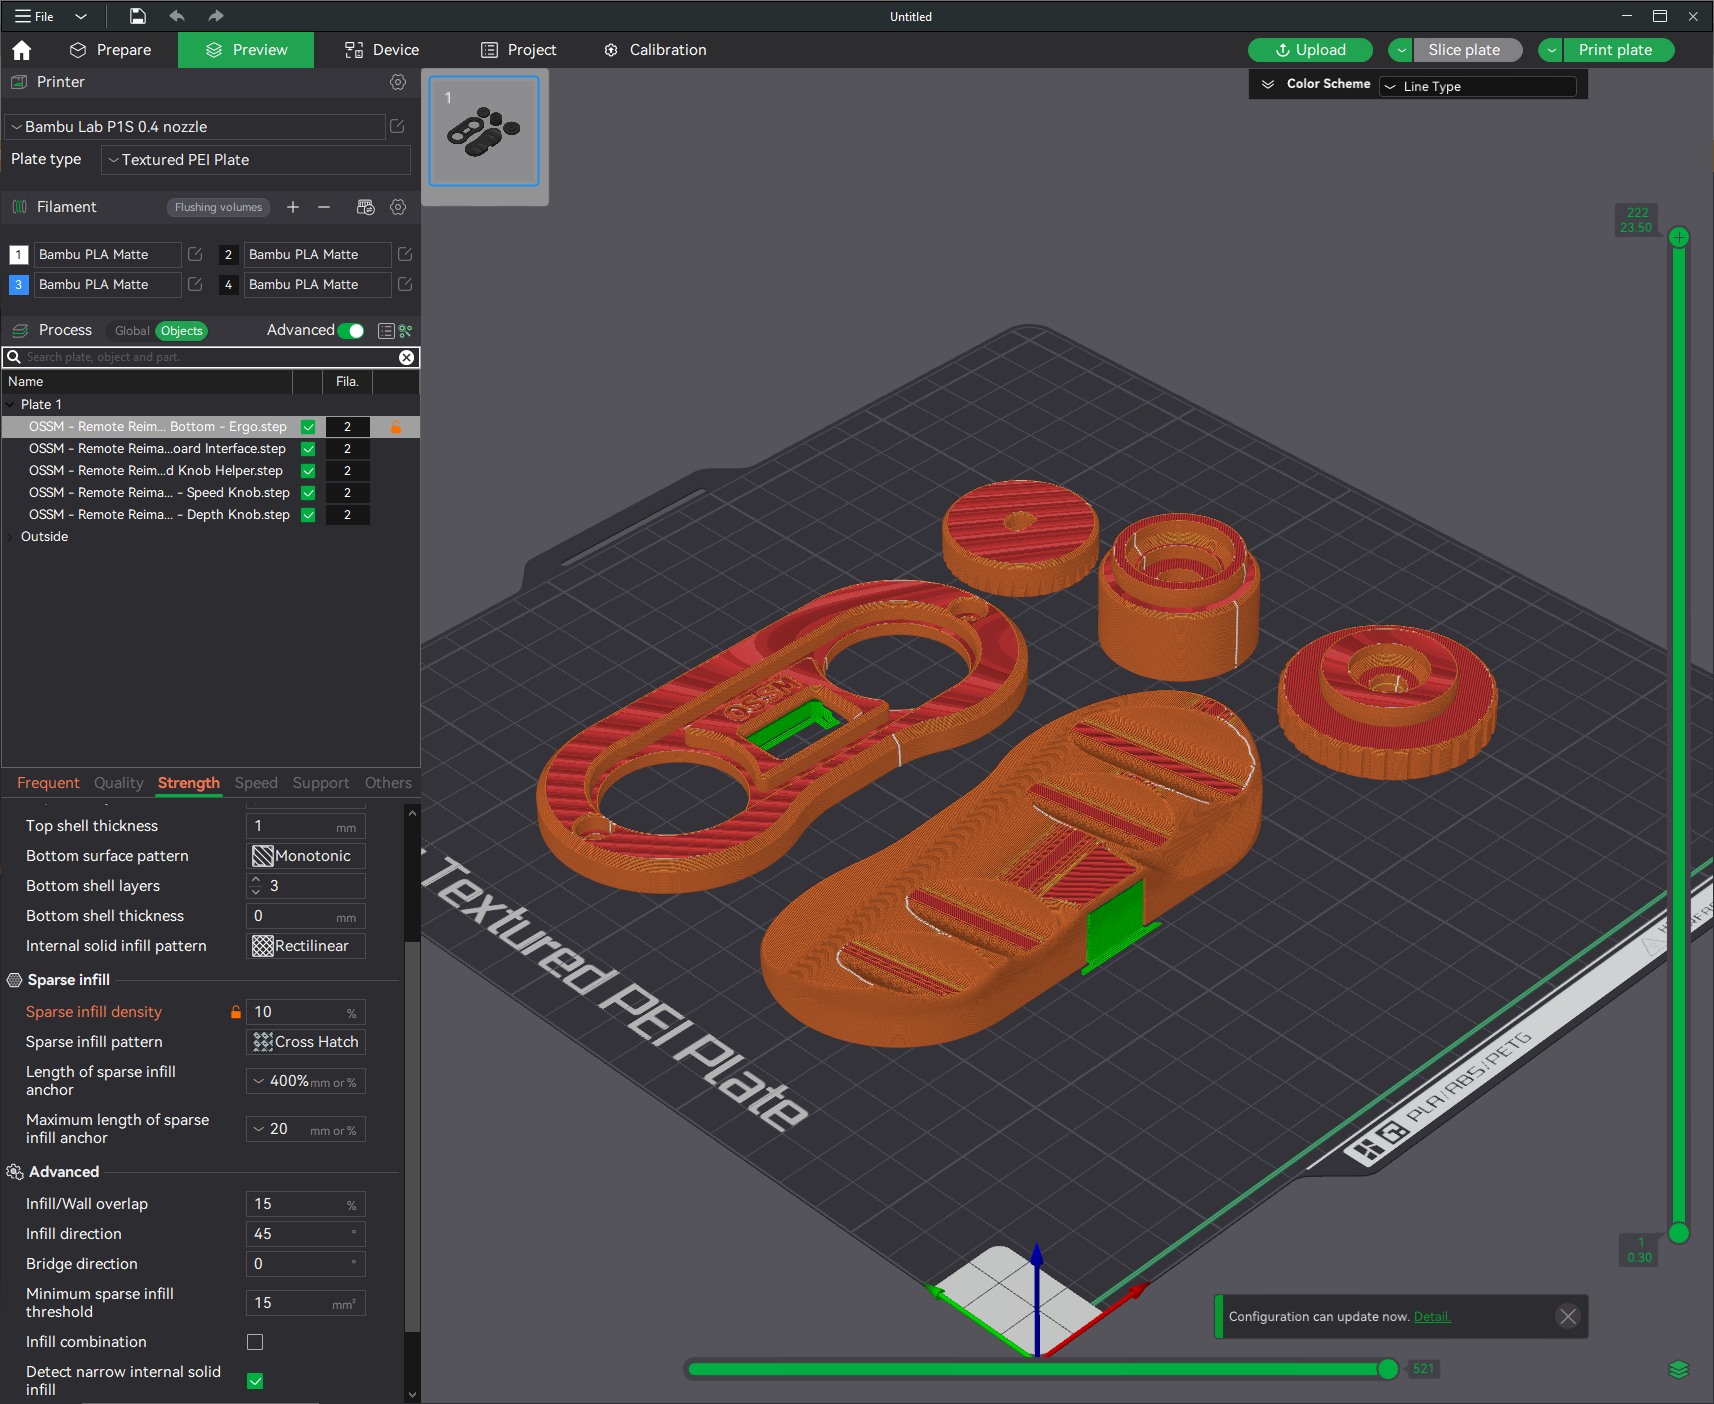 File
Untitled
Prepare
Preview
Device
Project
Calibration
Upload
Slice plate
Print plate
Printer
1
Color Scheme
Line Type
Bambu Lab P1S 0.4 nozzle
Plate type
Textured PEI Plate
Filament
Flushing volumes
222
23.50
1 Bambu PLA Matte
2 Bambu PLA Matte
3 Bambu PLA Matte
4 Bambu PLA Matte
Process
Global
Objects
Advanced
Search plate, object and part.
Name
Fila.
Plate 1
OSSM - Remote Reim... Bottom - Ergo.step 2
OSSM - Remote Reima...oard Interface.step 2
OSSM - Remote Reim...d Knob Helper.step 2
OSSM - Remote Reima... - Speed Knob.step 2
OSSM - Remote Reima... - Depth Knob.step 2
Outside
OSSM
Frequent
Quality
Strength
Speed
Support
Others
Top shell thickness 1 mm
Bottom surface pattern Monotonic
Bottom shell layers 3
Bottom shell thickness 0 mm
Internal solid infill pattern Rectilinear
Sparse infill
Sparse infill density 10 %
Sparse infill pattern Cross Hatch
Length of sparse infill
anchor
400% mm or %
Maximum length of sparse
infill anchor
20 mm or %
Advanced
Infill/Wall overlap 15 %
Infill direction 45 °
Bridge direction 0 °
Minimum sparse infill
threshold
15 mm²
Infill combination
Detect narrow internal solid
infill
Textured PEI Plate
PLA/ABS/PETG
1
0.30
Configuration can update now. Detail.
521